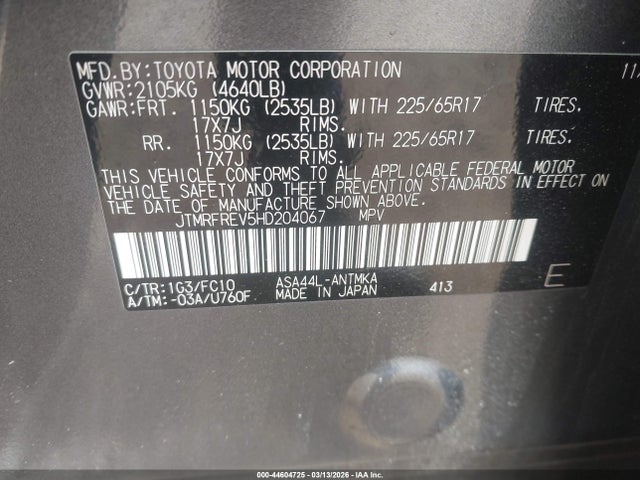 MFD.BY:TOYOTA MOTOR CORPORATION
GVWR:2105KG (4640LB)
GAWR:FRT. 1150KG (2535LB) WITH 225/65R17 TIRES.
17X7J RIMS.
RR. 1150KG (2535LB) WITH 225/65R17 TIRES.
17X7J RIMS.
THIS VEHICLE CONFORMS TO ALL APPLICABLE FEDERAL MOTOR
VEHICLE SAFETY AND THEFT PREVENTION STANDARDS IN EFFECT ON
THE DATE OF MANUFACTURE SHOWN ABOVE.
JTMRFREV5HD204067 MPV
C/TR:1G3/FC10 ASA44L-ANTMKA 413 E
A/TM:-03A/U760F MADE IN JAPAN
000-44604725 - 03/13/2026 - IAA Corp.